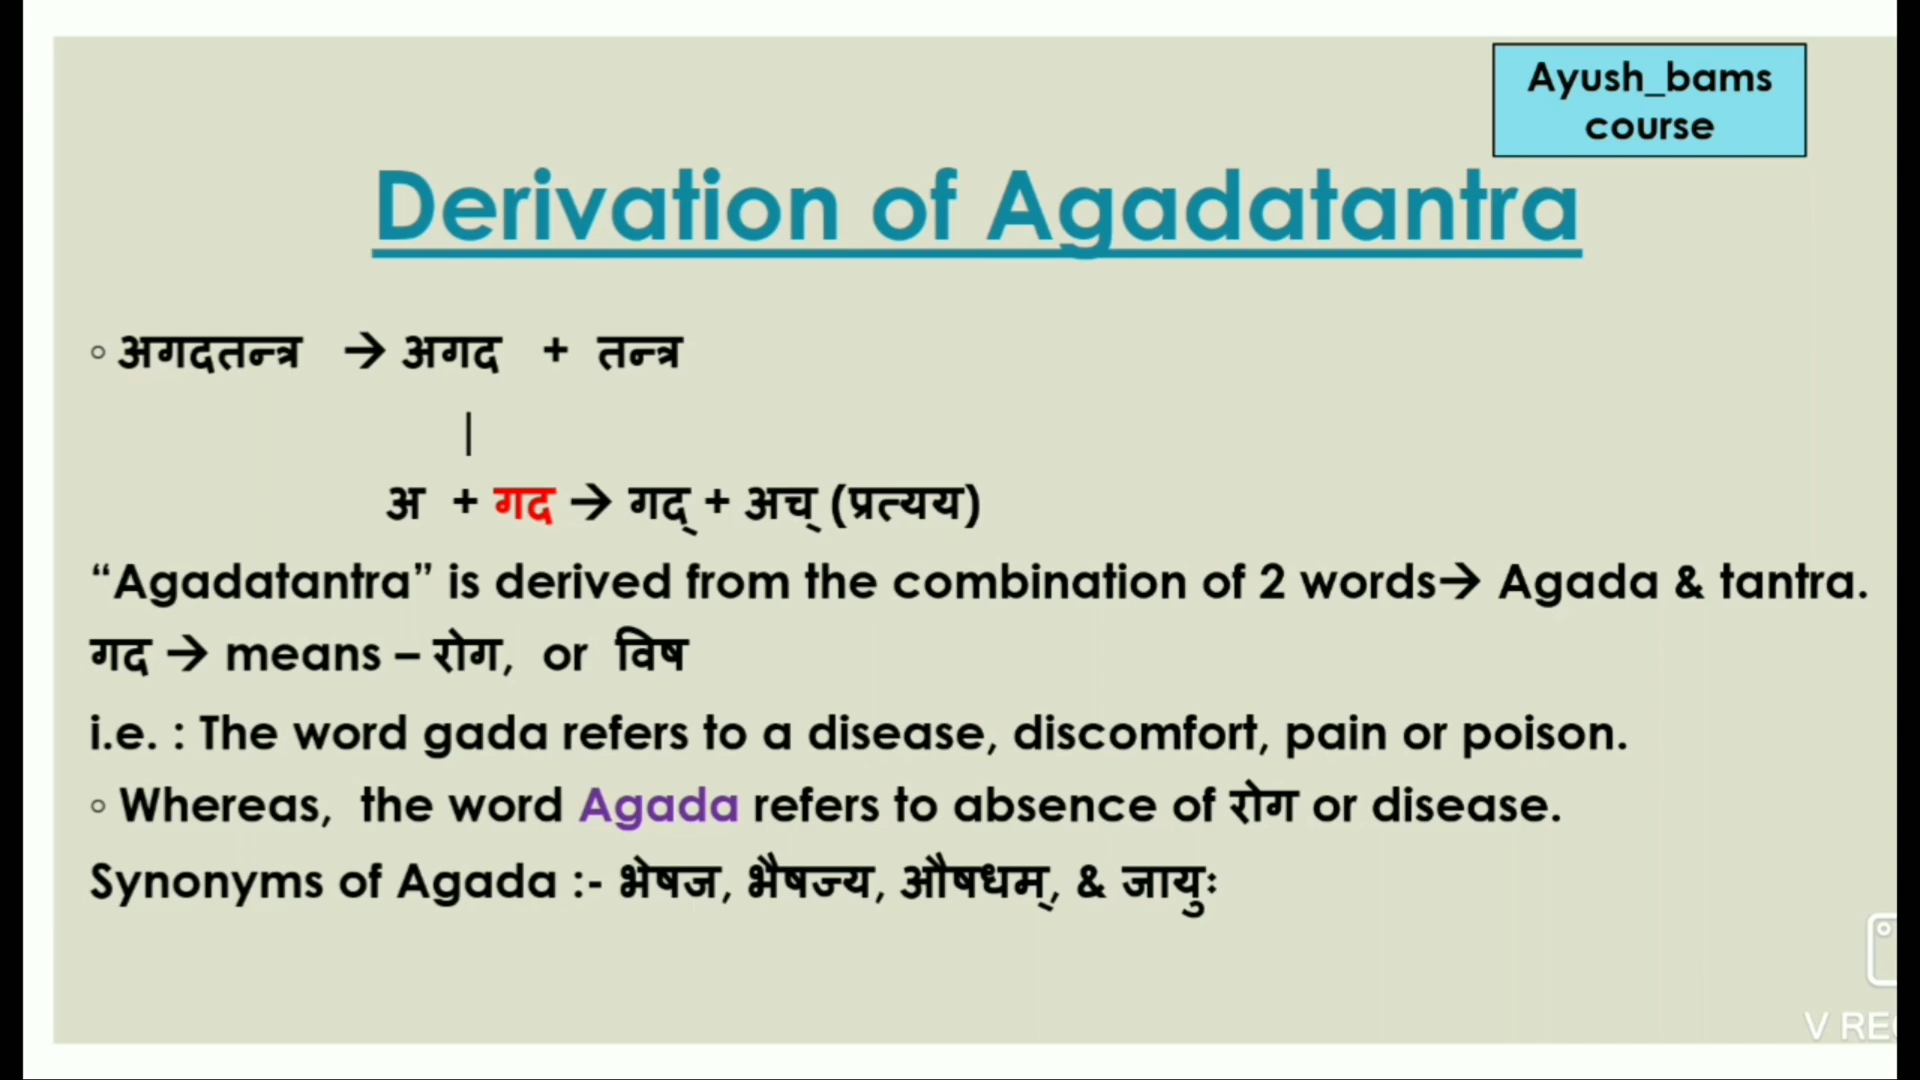 Ayush_bams
course
Derivation of Agadatantra
◦ अगदतन्त्र → अगद + तन्त्र
|
अ + गद → गद् + अच् (प्रत्यय)
“Agadatantra” is derived from the combination of 2 words→ Agada & tantra.
गद → means – रोग, or विष
i.e. : The word gada refers to a disease, discomfort, pain or poison.
◦ Whereas, the word Agada refers to absence of रोग or disease.
Synonyms of Agada :- भेषज, भैषज्य, औषधम्, & जायुः
V RE